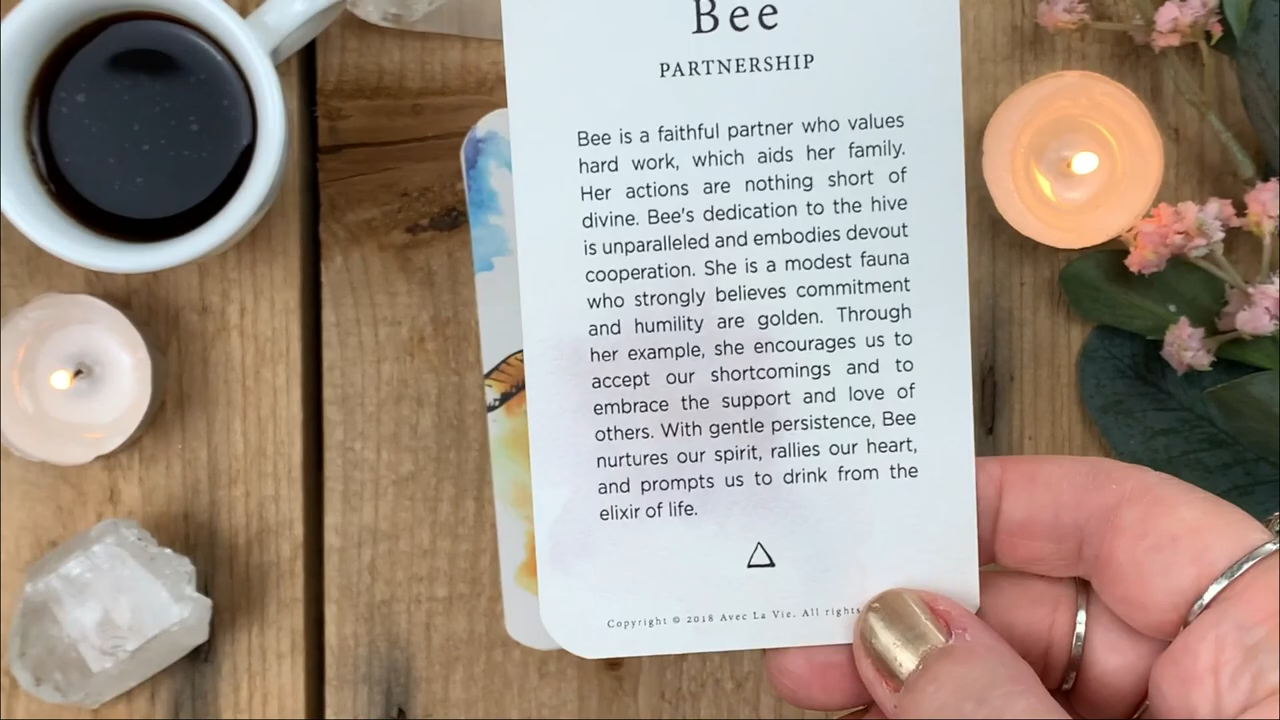 Bee
PARTNERSHIP
Bee is a faithful partner who values
hard work, which aids her family.
Her actions are nothing short of
divine. Bee's dedication to the hive
is unparalleled and embodies devout
cooperation. She is a modest fauna
who strongly believes commitment
and humility are golden. Through
her example, she encourages us to
accept our shortcomings and to
embrace the support and love of
others. With gentle persistence, Bee
nurtures our spirit, rallies our heart,
and prompts us to drink from the
elixir of life.
Copyright © 2018 Avec La Vie. All rights